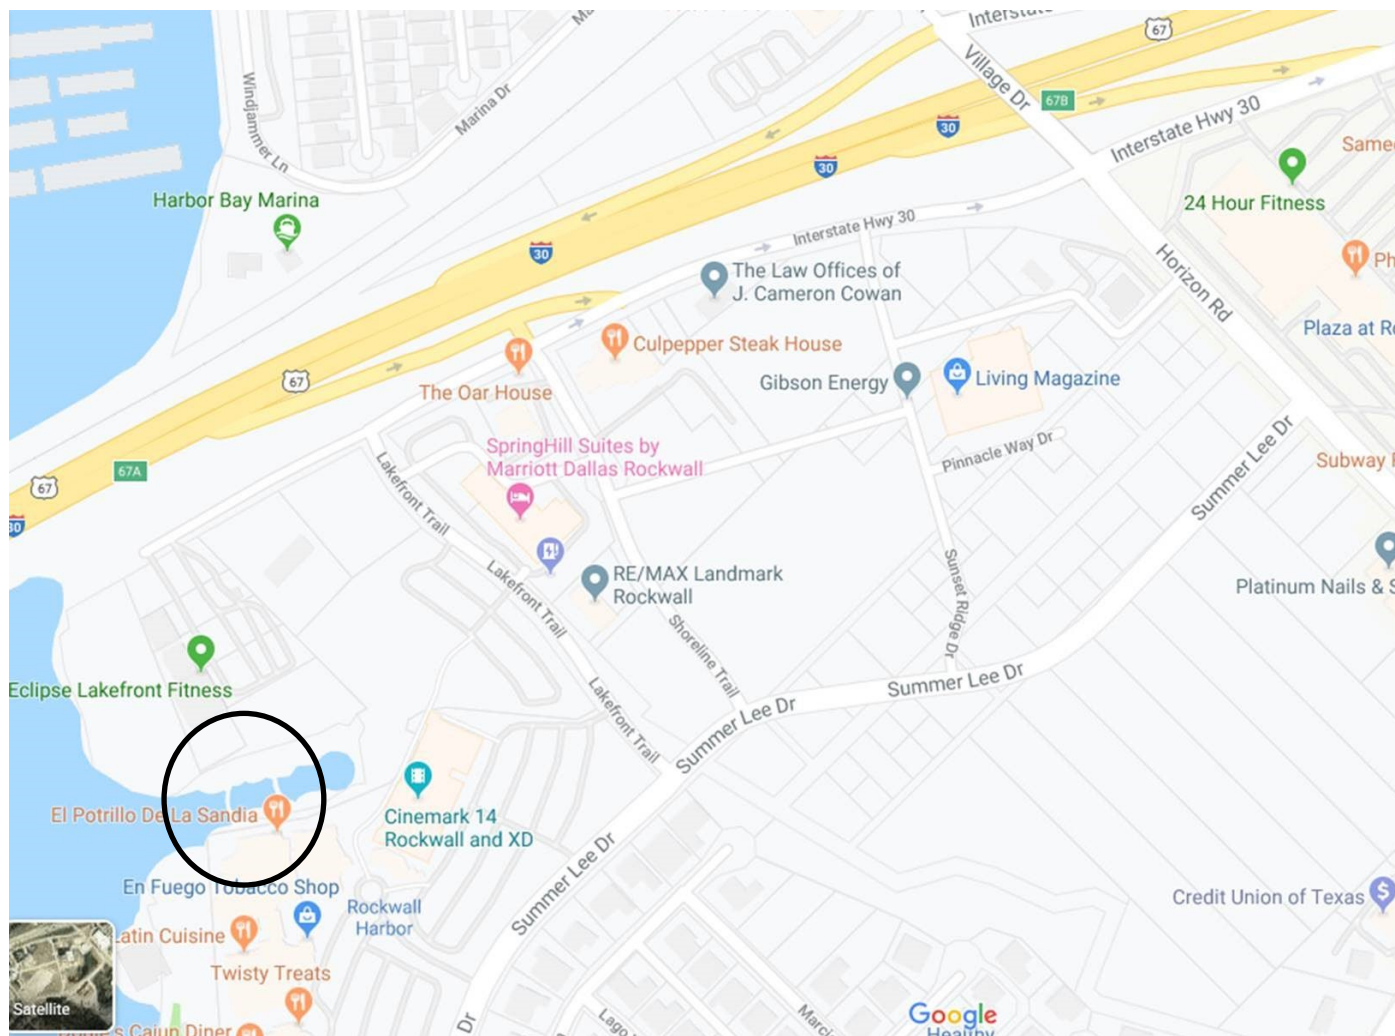 Interstate
67
Village Dr
67B
30
Interstate Hwy 30
Windjammer Ln
Marina Dr
30
24 Hour Fitness
Harbor Bay Marina
Interstate Hwy 30
30
Horizon Rd
The Law Offices of
J. Cameron Cowan
Plaza at
Culpepper Steak House
67
The Oar House
Gibson Energy
Living Magazine
Pinnacle Way Dr
Summer Lee Dr
SpringHill Suites by
Marriott Dallas Rockwall
67A
67
30
Lakefront Trail
Subway
Lakefront Trail
RE/MAX Landmark
Rockwall
Sunset Ridge Dr
Platinum Nails &
Shoreline Trail
Eclipse Lakefront Fitness
Lakefront Trail
Summer Lee Dr
Summer Lee Dr
El Potrillo De La Sandia
Cinemark 14
Rockwall and XD
Summer Lee Dr
En Fuego Tobacco Shop
Rockwall
Harbor
Credit Union of Texas
Latin Cuisine
Twisty Treats
Satellite
Dr
Lago
Google
s Cajun Diner